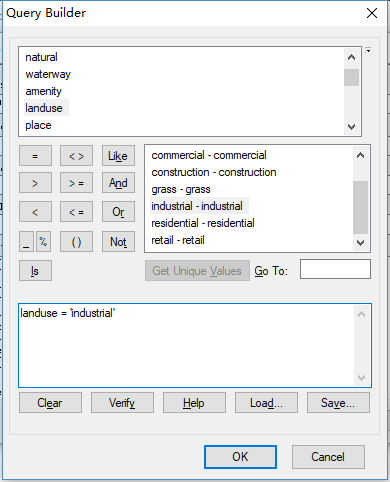 Query Builder
natural
waterway
amenity
landuse
place
= < > Like
> > = And
< < = Or
_ % ( ) Not
Is
commercial - commercial
construction - construction
grass - grass
industrial - industrial
residential - residential
retail - retail
Get Unique Values Go To:
landuse = 'industrial'
Clear Verify Help Load... Save...
OK Cancel